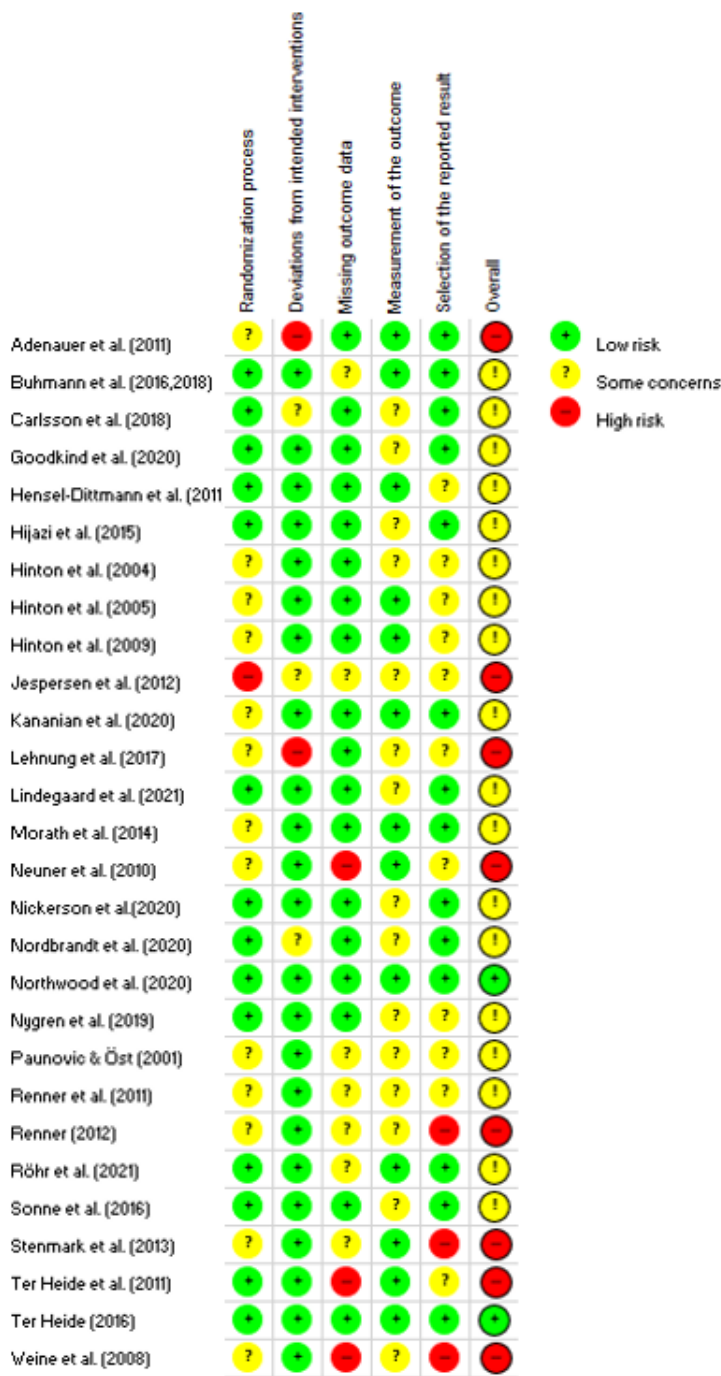 Randomization process
Deviations from intended interventions
Missing outcome data
Measurement of the outcome
Selection of the reported result
Overall
Adenauer et al. (2011) ? − + + + − + Low risk
Buhmann et al. (2016,2018) + + ? + + ! ? Some concerns
Carlsson et al. (2018) + ? + ? + ! − High risk
Goodkind et al. (2020) + + + ? + !
Hensel-Dittmann et al. (2011 + + + + ? !
Hijazi et al. (2015) + + + ? + !
Hinton et al. (2004) ? + + ? ? !
Hinton et al. (2005) ? + + + ? !
Hinton et al. (2009) ? + + + ? !
Jespersen et al. (2012) − ? ? ? ? −
Kananian et al. (2020) ? + + + + !
Lehnung et al. (2017) ? − + ? ? −
Lindegaard et al. (2021) + + + ? + !
Morath et al. (2014) ? + + + + !
Neuner et al. (2010) ? + − + ? −
Nickerson et al.(2020) + + + ? + !
Nordbrandt et al. (2020) + ? + ? + !
Northwood et al. (2020) + + + + + +
Nygren et al. (2019) + + + ? ? !
Paunovic & Öst (2001) ? + ? ? ? !
Renner et al. (2011) ? + ? ? ? !
Renner (2012) ? + ? ? − −
Röhr et al. (2021) + + ? + + !
Sonne et al. (2016) + + + ? + !
Stenmark et al. (2013) ? + ? + − −
Ter Heide et al. (2011) + + − + ? −
Ter Heide (2016) + + + + + +
Weine et al. (2008) ? + − ? − −